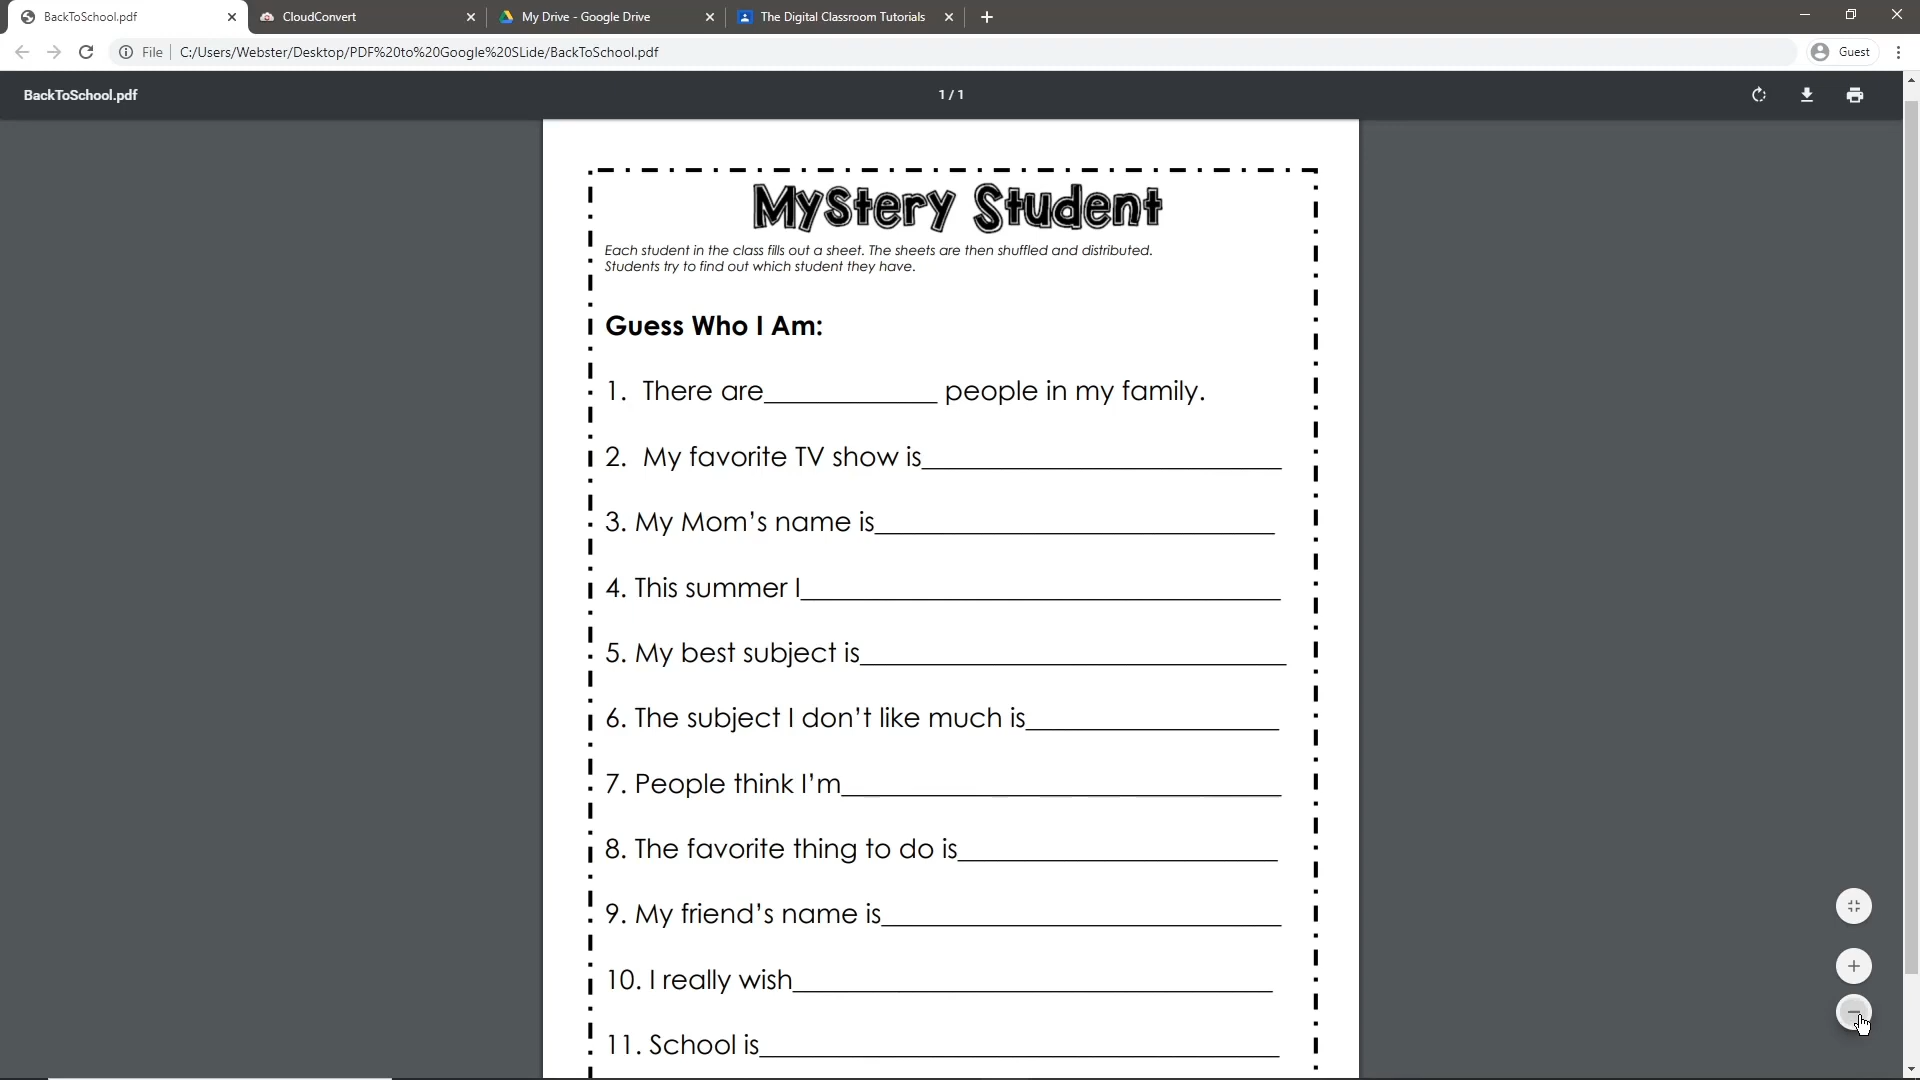 BackToSchool.pdf
CloudConvert
My Drive - Google Drive
The Digital Classroom Tutorials
File
C:/Users/Webster/Desktop/PDF%20to%20Google%20SLide/BackToSchool.pdf
Guest
BackToSchool.pdf
1 / 1
Mystery Student
Each student in the class fills out a sheet. The sheets are then shuffled and distributed.
Students try to find out which student they have.
Guess Who I Am:
1. There are____________ people in my family.
2. My favorite TV show is_________________________
3. My Mom's name is____________________________
4. This summer I__________________________________
5. My best subject is______________________________
6. The subject I don't like much is__________________
7. People think I'm_______________________________
8. The favorite thing to do is_______________________
9. My friend's name is____________________________
10. I really wish__________________________________
11. School is_____________________________________